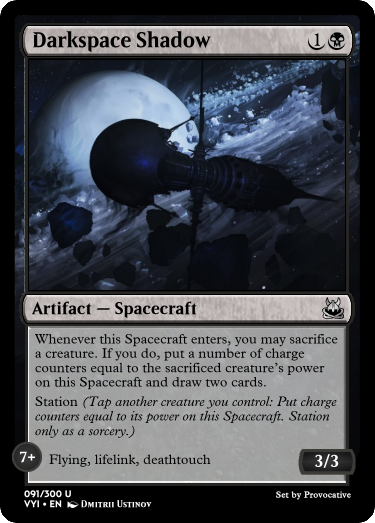 Darkspace Shadow 1
Artifact — Spacecraft
Whenever this Spacecraft enters, you may sacrifice
a creature. If you do, put a number of charge
counters equal to the sacrificed creature's power
on this Spacecraft and draw two cards.
Station (Tap another creature you control: Put charge
counters equal to its power on this Spacecraft. Station
only as a sorcery.)
7+ Flying, lifelink, deathtouch
3/3
091/300 U
VYI • EN Dmitrii Ustinov
Set by Provocative